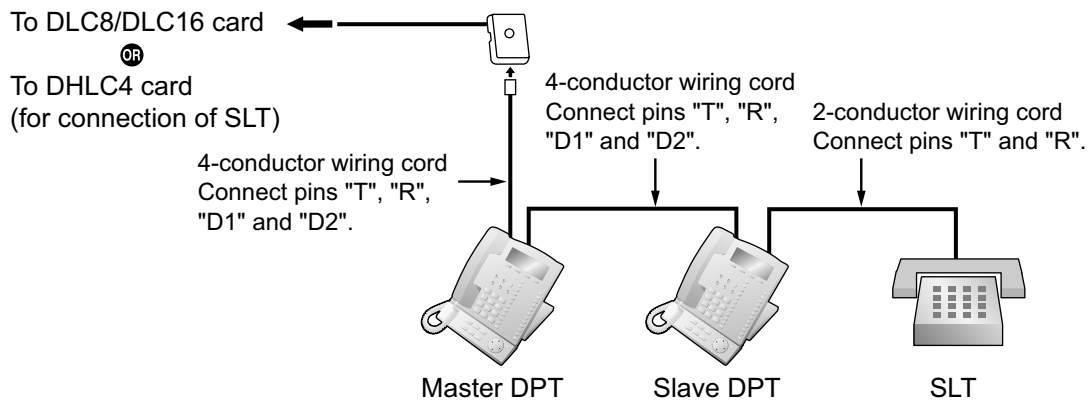 To DLC8/DLC16 card
OR
To DHLC4 card
(for connection of SLT)
4-conductor wiring cord
Connect pins "T", "R",
"D1" and "D2".
4-conductor wiring cord
Connect pins "T", "R",
"D1" and "D2".
2-conductor wiring cord
Connect pins "T" and "R".
Master DPT
Slave DPT
SLT